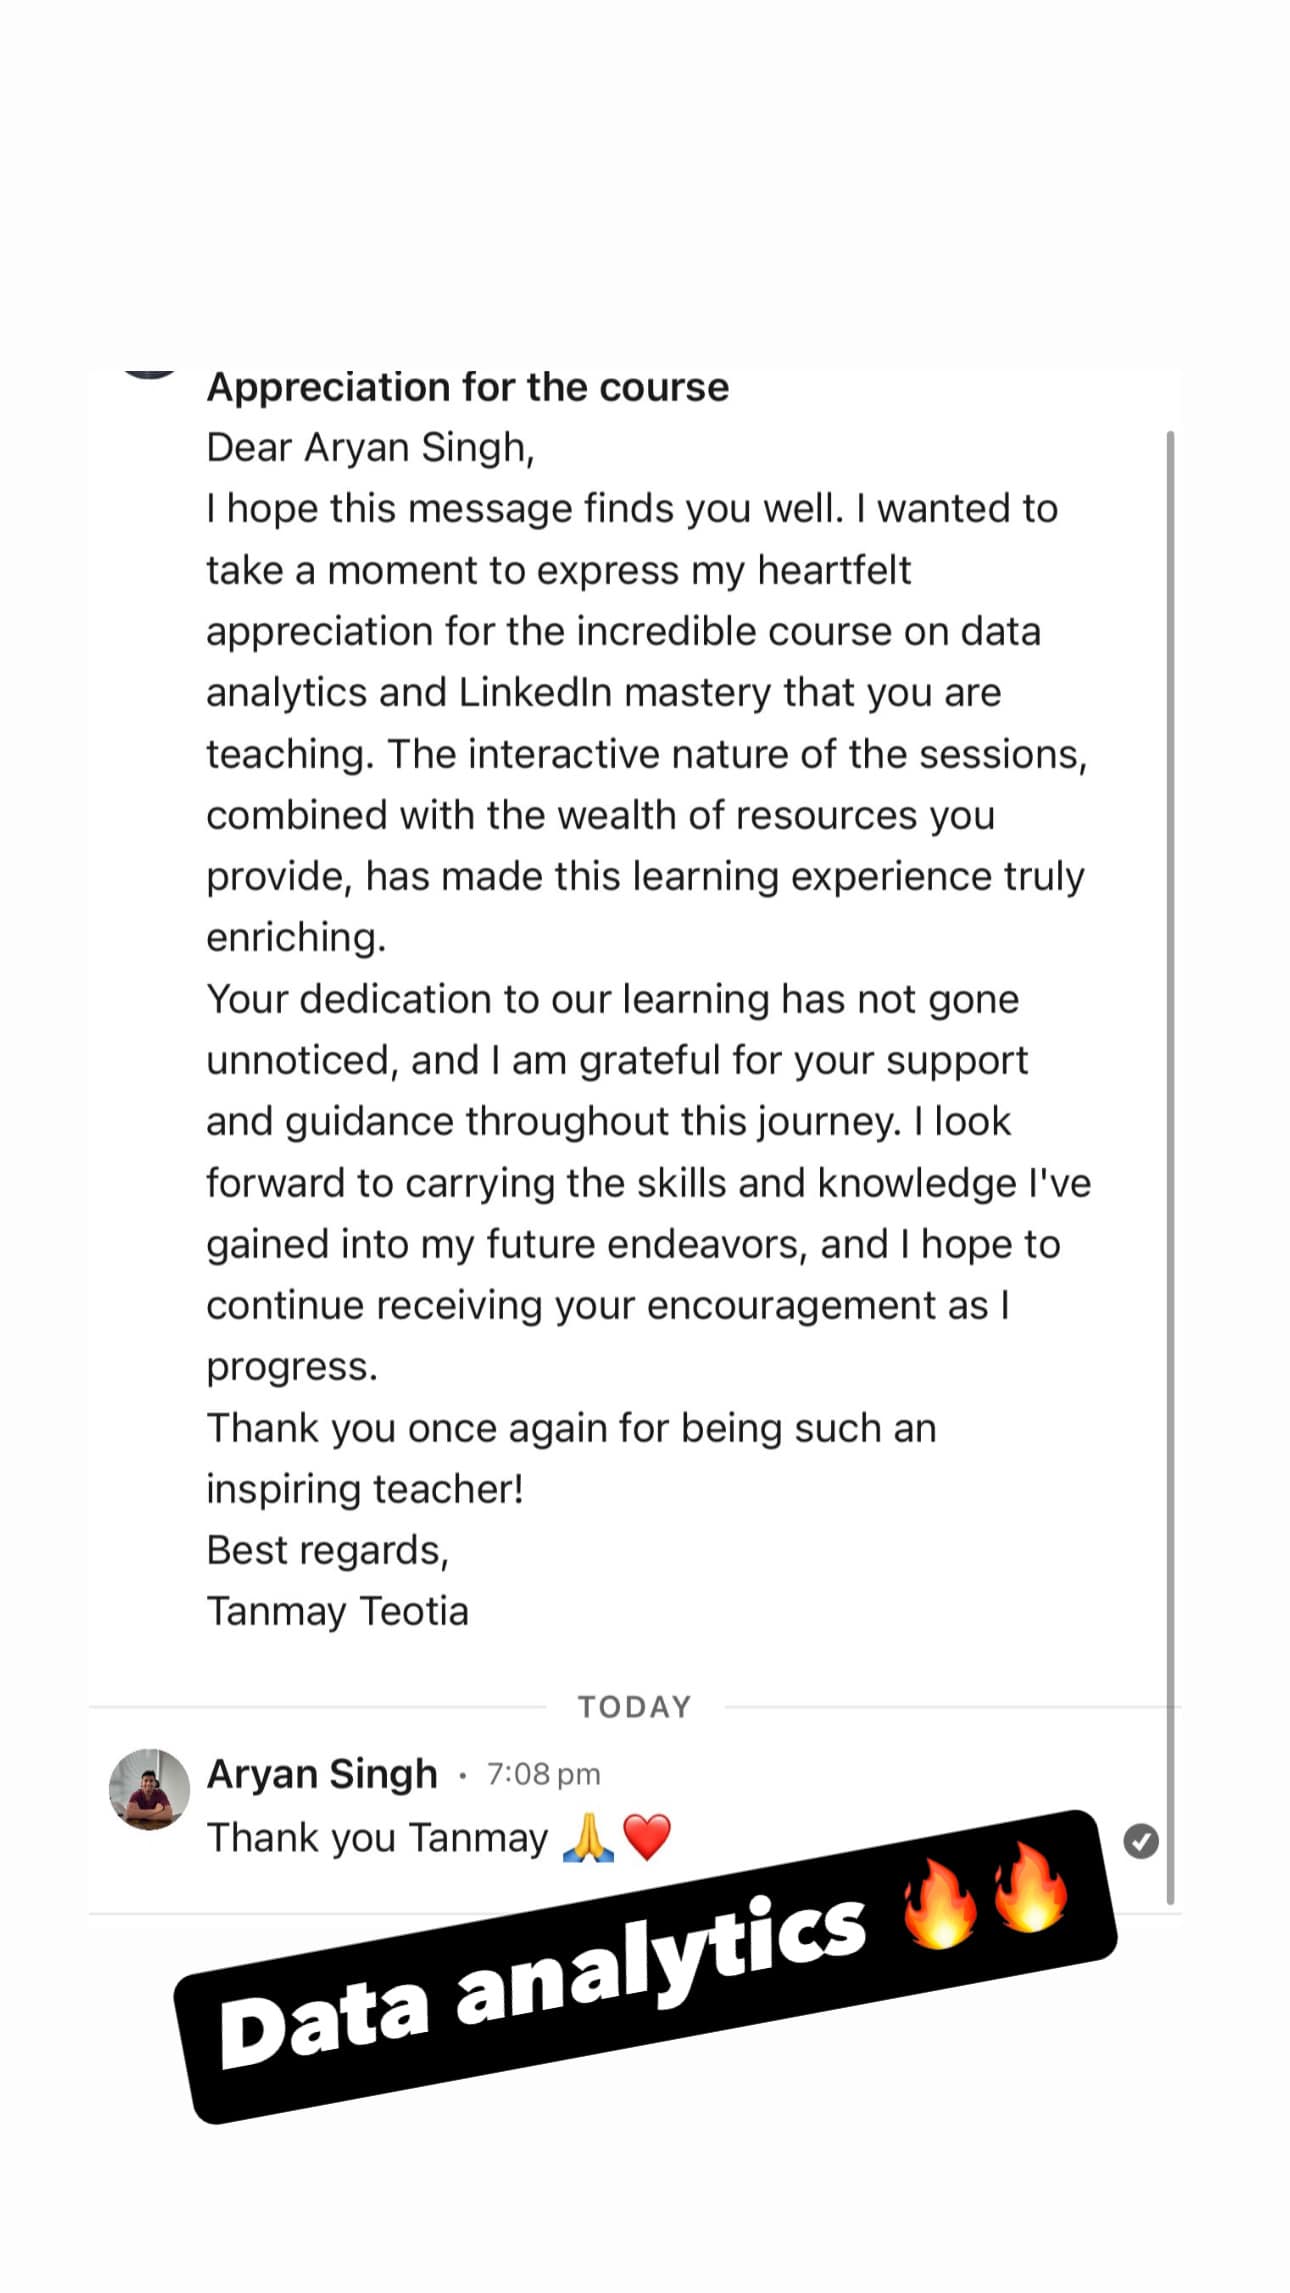 Appreciation for the course
Dear Aryan Singh,
I hope this message finds you well. I wanted to
take a moment to express my heartfelt
appreciation for the incredible course on data
analytics and LinkedIn mastery that you are
teaching. The interactive nature of the sessions,
combined with the wealth of resources you
provide, has made this learning experience truly
enriching.
Your dedication to our learning has not gone
unnoticed, and I am grateful for your support
and guidance throughout this journey. I look
forward to carrying the skills and knowledge I've
gained into my future endeavors, and I hope to
continue receiving your encouragement as I
progress.
Thank you once again for being such an
inspiring teacher!
Best regards,
Tanmay Teotia
TODAY
Aryan Singh • 7:08 pm
Thank you Tanmay 🙏❤️
Data analytics 🔥🔥